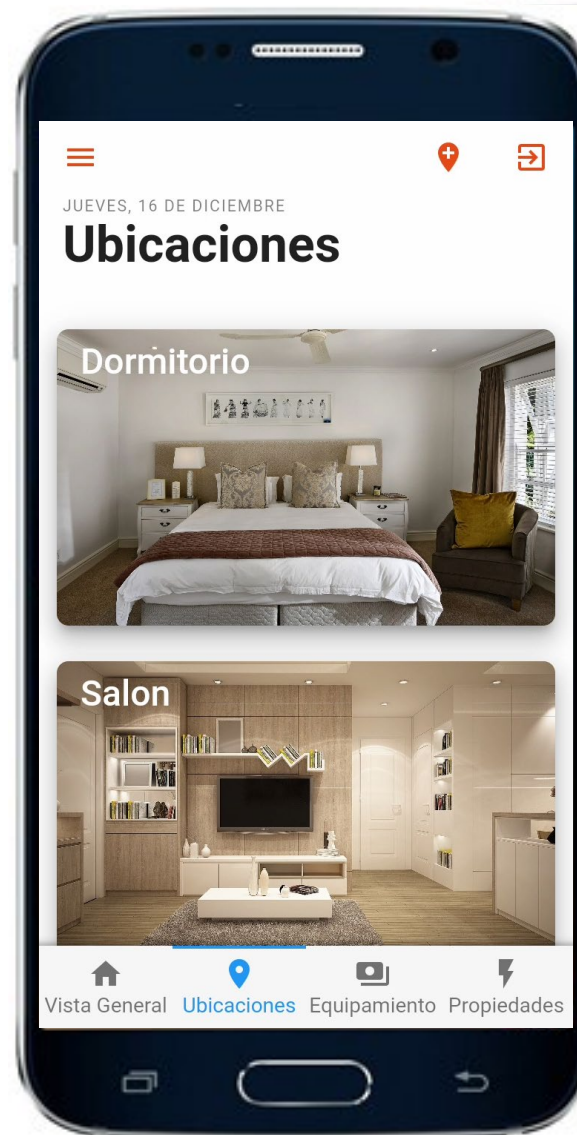 JUEVES, 16 DE DICIEMBRE
Ubicaciones
Dormitorio
Salon
Vista General Ubicaciones Equipamiento Propiedades